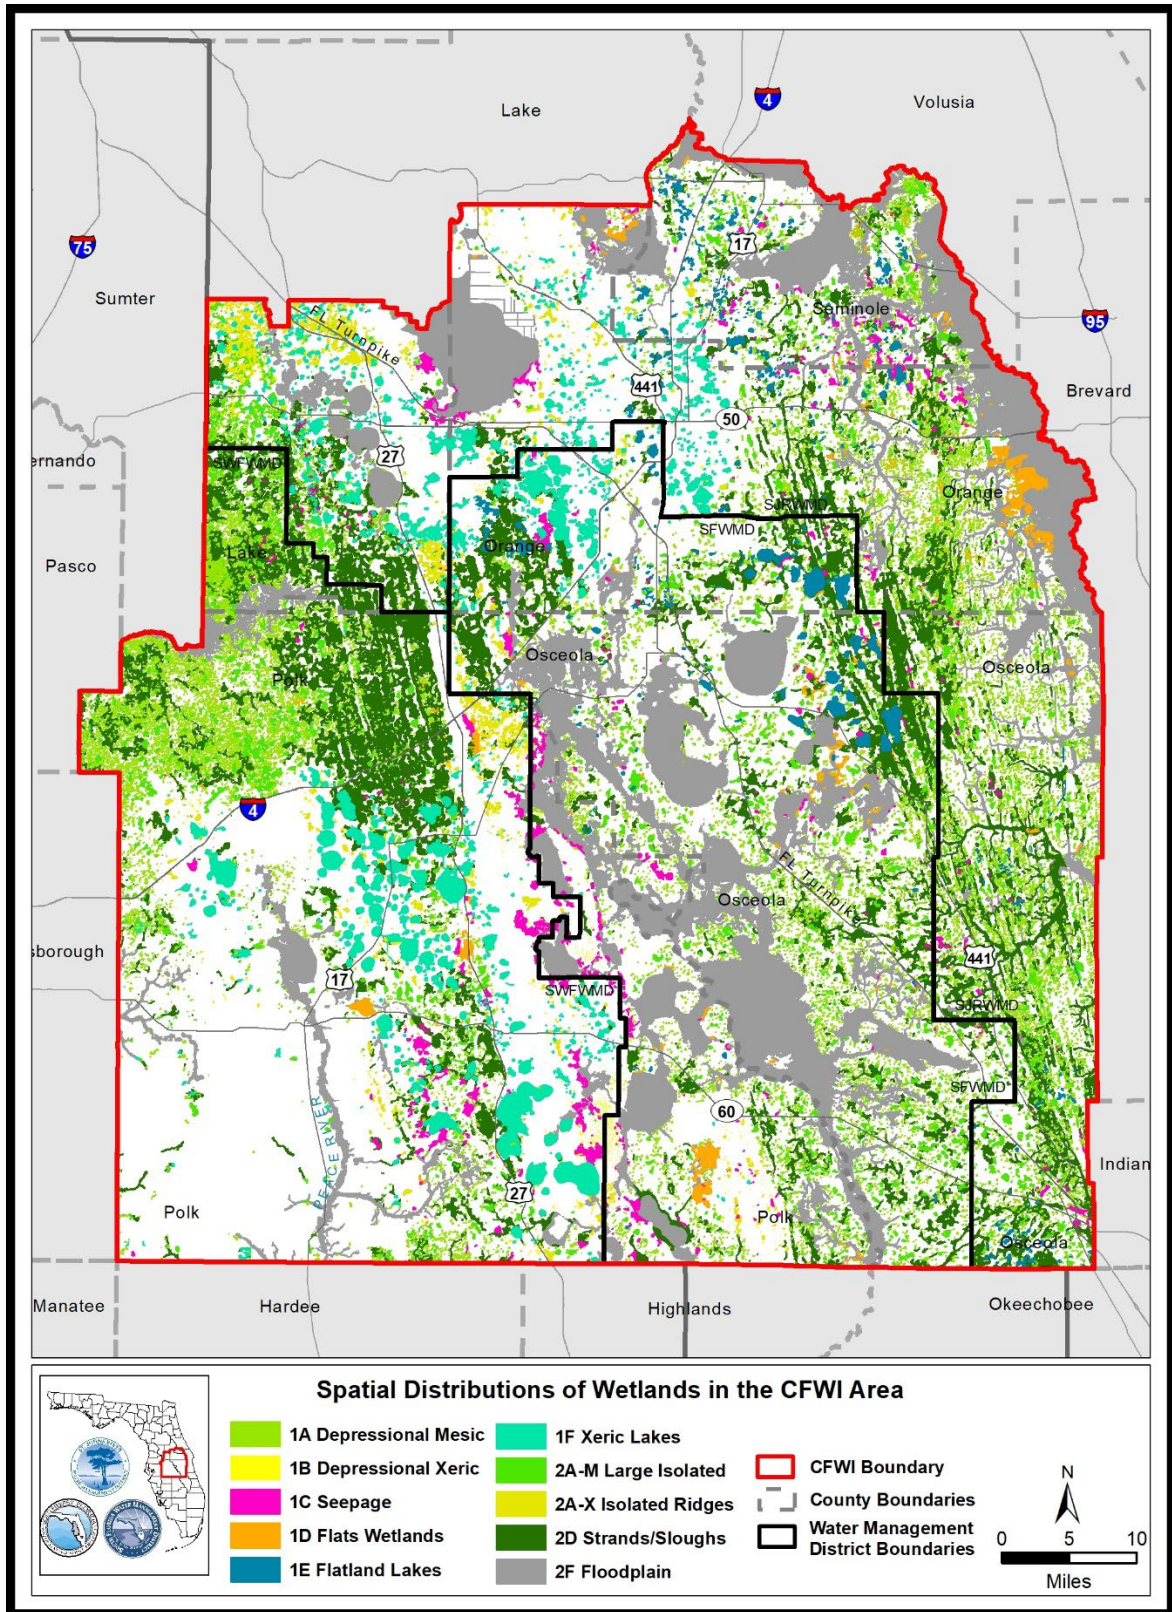 Lake
Volusia
4
17
75
Sumter
FL Turnpike
Seminole
95
441
Brevard
50
ernando
SWFWMD
27
Orange
SJRWMD
SFWMD
Lake
Orange
Pasco
Osceola
Osceola
Polk
4
FL Turnpike
Osceola
sborough
17
441
SWFWMD
SJRWMD
SFWMD
60
PEACE RIVER
27
Indian
Polk
Polk
Osceola
Manatee
Hardee
Highlands
Okeechobee
Spatial Distributions of Wetlands in the CFWI Area
1A Depressional Mesic
1B Depressional Xeric
1C Seepage
1D Flats Wetlands
1E Flatland Lakes
1F Xeric Lakes
2A-M Large Isolated
2A-X Isolated Ridges
2D Strands/Sloughs
2F Floodplain
CFWI Boundary
County Boundaries
Water Management
District Boundaries
N
0 5 10
Miles